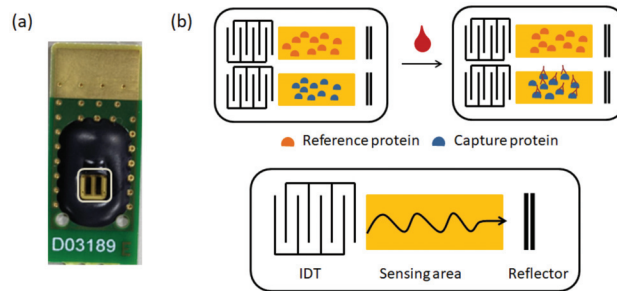 (a)
(b)
Reference protein
Capture protein
D03189
IDT
Sensing area
Reflector